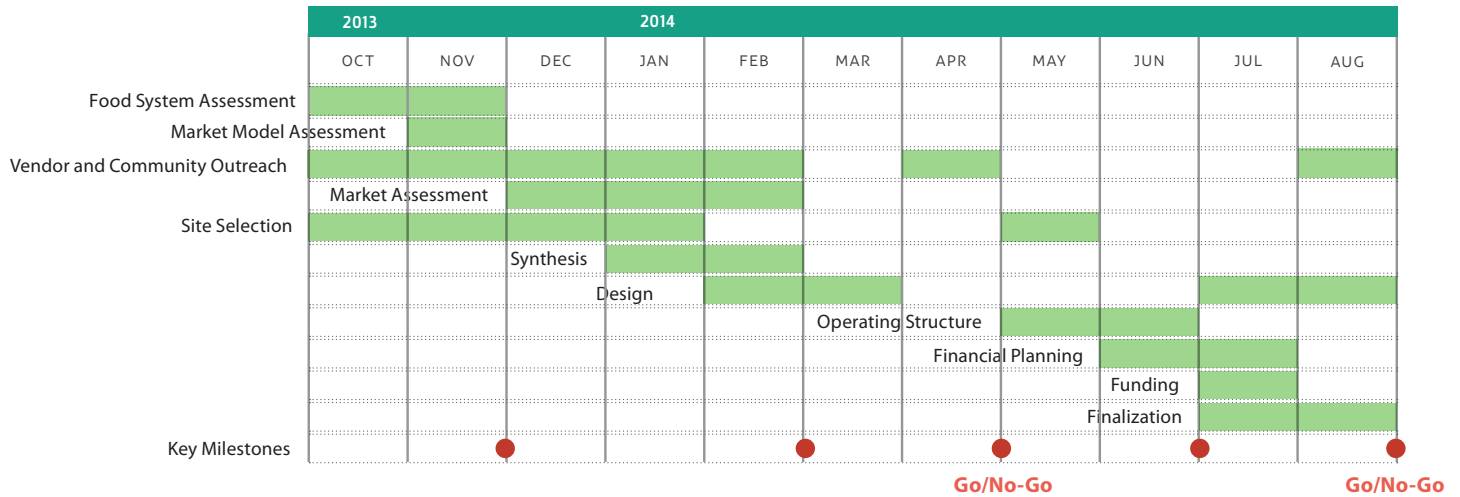 2013 2014
OCT NOV DEC JAN FEB MAR APR MAY JUN JUL AUG
Food System Assessment
Market Model Assessment
Vendor and Community Outreach
Market Assessment
Site Selection
Synthesis
Design
Operating Structure
Financial Planning
Funding
Finalization
Key Milestones
Go/No-Go Go/No-Go